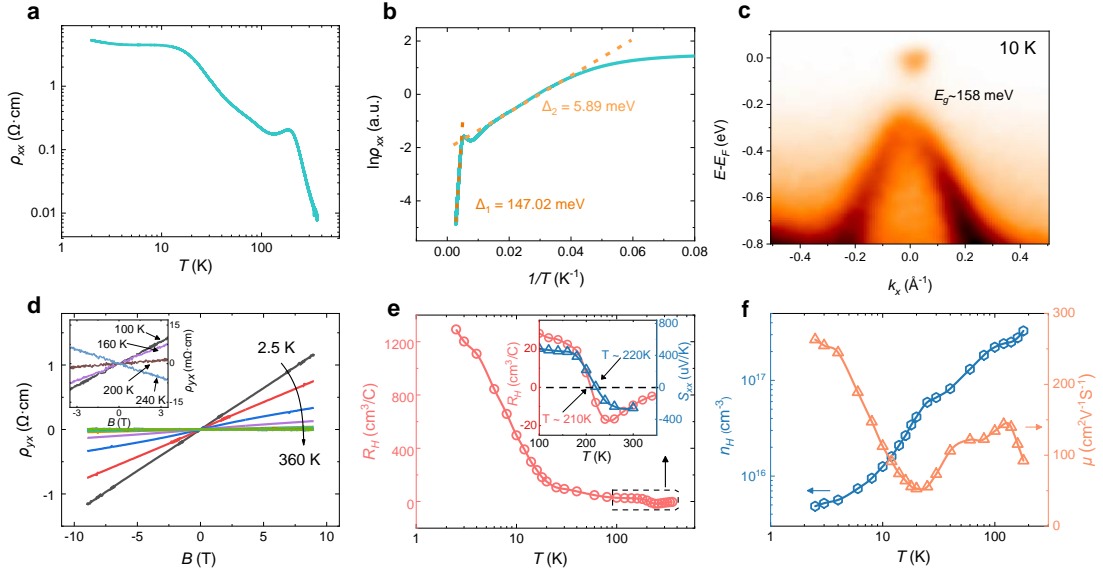 a
ρxx (Ω·cm)
1
0.1
0.01
1
10
100
T (K)
b
lnρxx (a.u.)
2
0
-2
-4
Δ2 = 5.89 meV
Δ1 = 147.02 meV
0.00
0.02
0.04
0.06
0.08
1/T (K-1)
c
10 K
Eg~158 meV
E-EF (eV)
0.0
-0.2
-0.4
-0.6
-0.8
-0.4
-0.2
0.0
0.2
0.4
kx (Å-1)
d
ρyx (Ω·cm)
1
0
-1
100 K
160 K
200 K
240 K
15
0
-15
ρyx (mΩ·cm)
-3
0
3
B (T)
2.5 K
360 K
-10
-5
0
5
10
B (T)
e
RH (cm3/C)
1200
800
400
0
RH (cm3/C)
20
0
-20
800
400
0
-400
Sxx (uV/K)
T ~ 220K
T ~ 210K
100
200
300
T (K)
1
10
100
T (K)
f
nH (cm-3)
1017
1016
300
200
100
0
μ (cm2V-1S-1)
1
10
100
T (K)